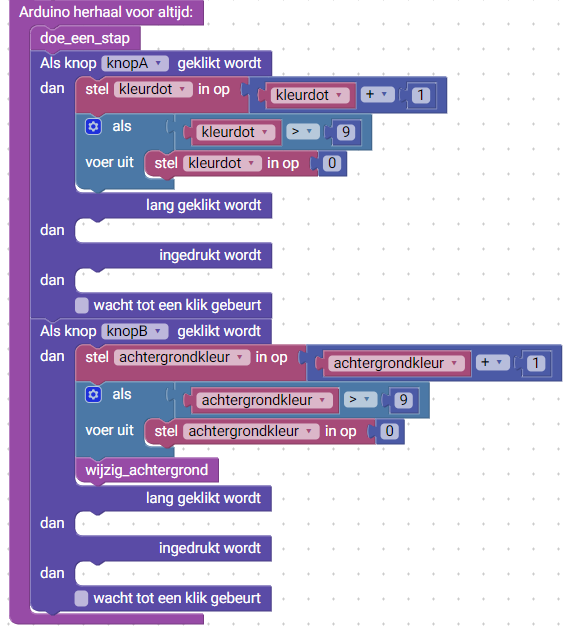 Arduino herhaal voor altijd:
doe_een_stap
Als knop knopA geklikt wordt
dan stel kleurdot in op kleurdot + 1
als kleurdot > 9
voer uit stel kleurdot in op 0
lang geklikt wordt
dan
ingedrukt wordt
dan
wacht tot een klik gebeurt
Als knop knopB geklikt wordt
dan stel achtergrondkleur in op achtergrondkleur + 1
als achtergrondkleur > 9
voer uit stel achtergrondkleur in op 0
wijzig_achtergrond
lang geklikt wordt
dan
ingedrukt wordt
dan
wacht tot een klik gebeurt